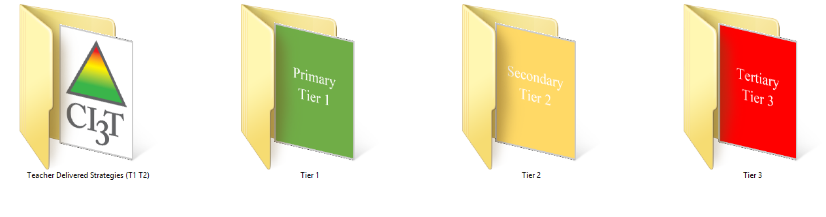 CI3T
Primary
Tier 1
Secondary
Tier 2
Tertiary
Tier 3
Teacher Delivered Strategies (T1 T2)
Tier 1
Tier 2
Tier 3